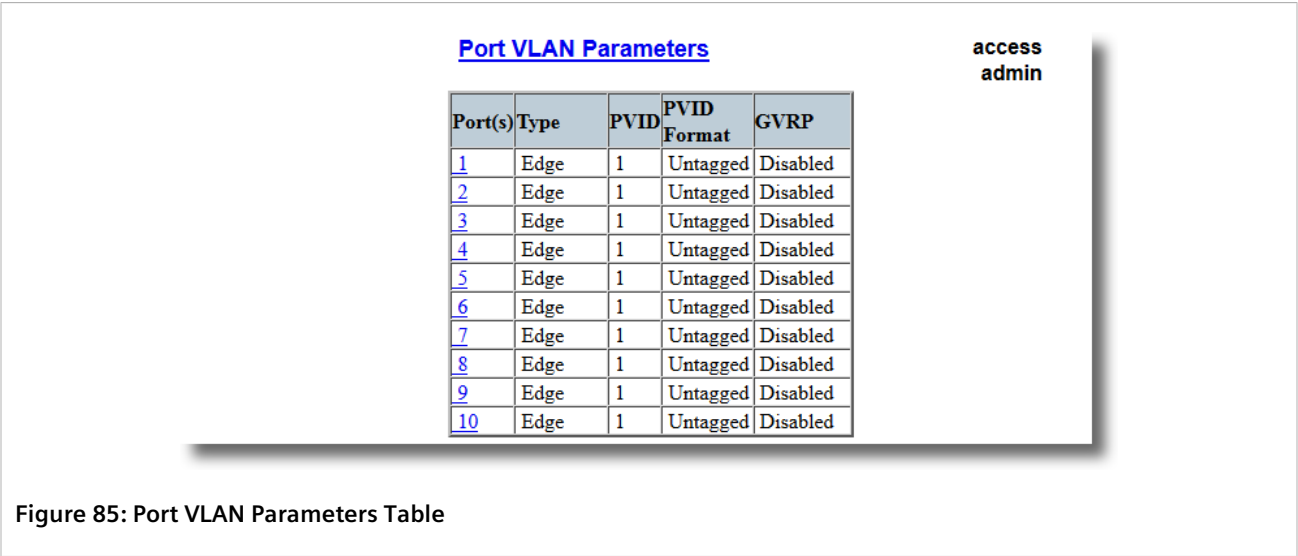 Port VLAN Parameters
access
admin
Port(s) Type PVID PVID Format GVRP
1 Edge 1 Untagged Disabled
2 Edge 1 Untagged Disabled
3 Edge 1 Untagged Disabled
4 Edge 1 Untagged Disabled
5 Edge 1 Untagged Disabled
6 Edge 1 Untagged Disabled
7 Edge 1 Untagged Disabled
8 Edge 1 Untagged Disabled
9 Edge 1 Untagged Disabled
10 Edge 1 Untagged Disabled
Figure 85: Port VLAN Parameters Table